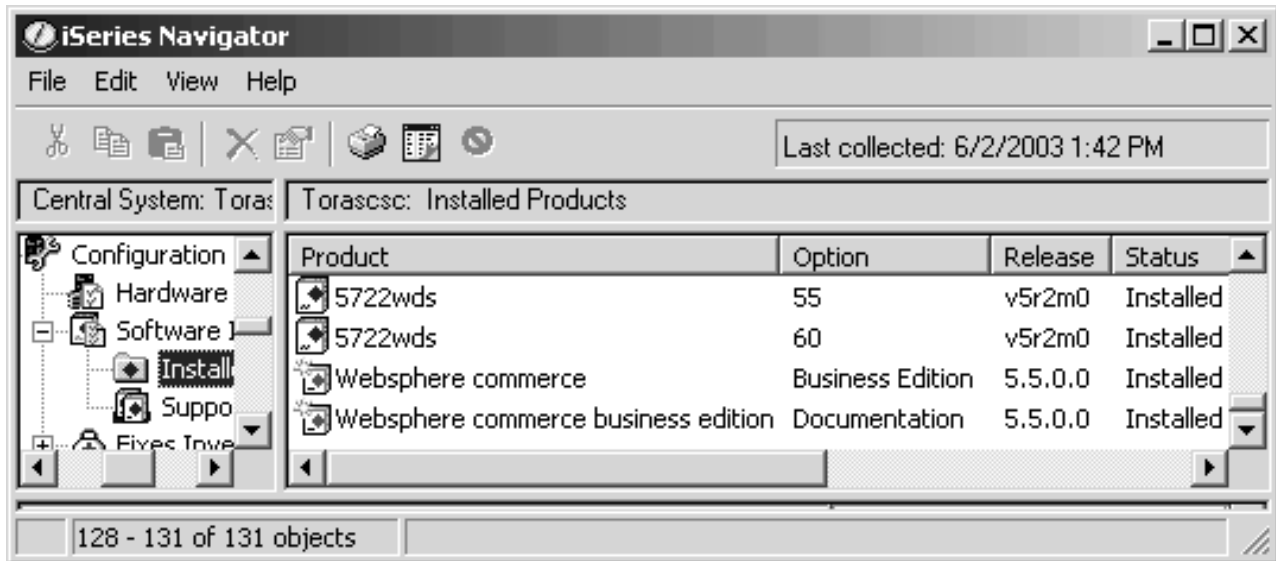 iSeries Navigator
File Edit View Help
Last collected: 6/2/2003 1:42 PM
Central System: Toras
Torascsc: Installed Products
Configuration
Hardware
Software I
Install
Suppo
Fixes Inve
Product Option Release Status
5722wds 55 v5r2m0 Installed
5722wds 60 v5r2m0 Installed
Websphere commerce Business Edition 5.5.0.0 Installed
Websphere commerce business edition Documentation 5.5.0.0 Installed
128 - 131 of 131 objects